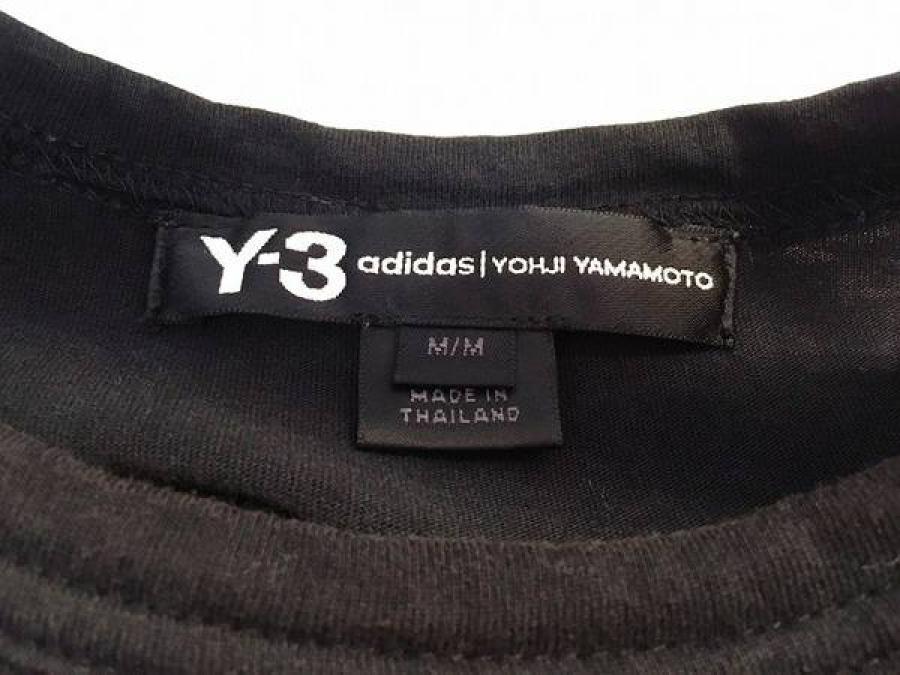 Y-3 adidas | YOHJI YAMAMOTO
M/M
MADE IN
THAILAND